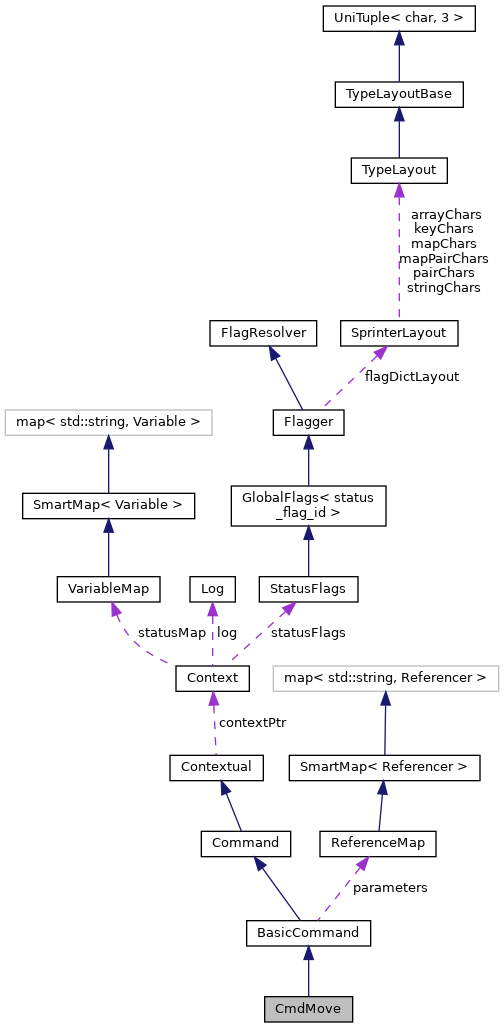 UniTuple< char, 3 >
TypeLayoutBase
TypeLayout
arrayChars
keyChars
mapChars
mapPairChars
pairChars
stringChars
FlagResolver
SprinterLayout
flagDictLayout
map< std::string, Variable >
Flagger
SmartMap< Variable >
GlobalFlags< status
_flag_id >
VariableMap
Log
StatusFlags
statusMap
log
statusFlags
Context
map< std::string, Referencer >
contextPtr
Contextual
SmartMap< Referencer >
Command
ReferenceMap
parameters
BasicCommand
CmdMove